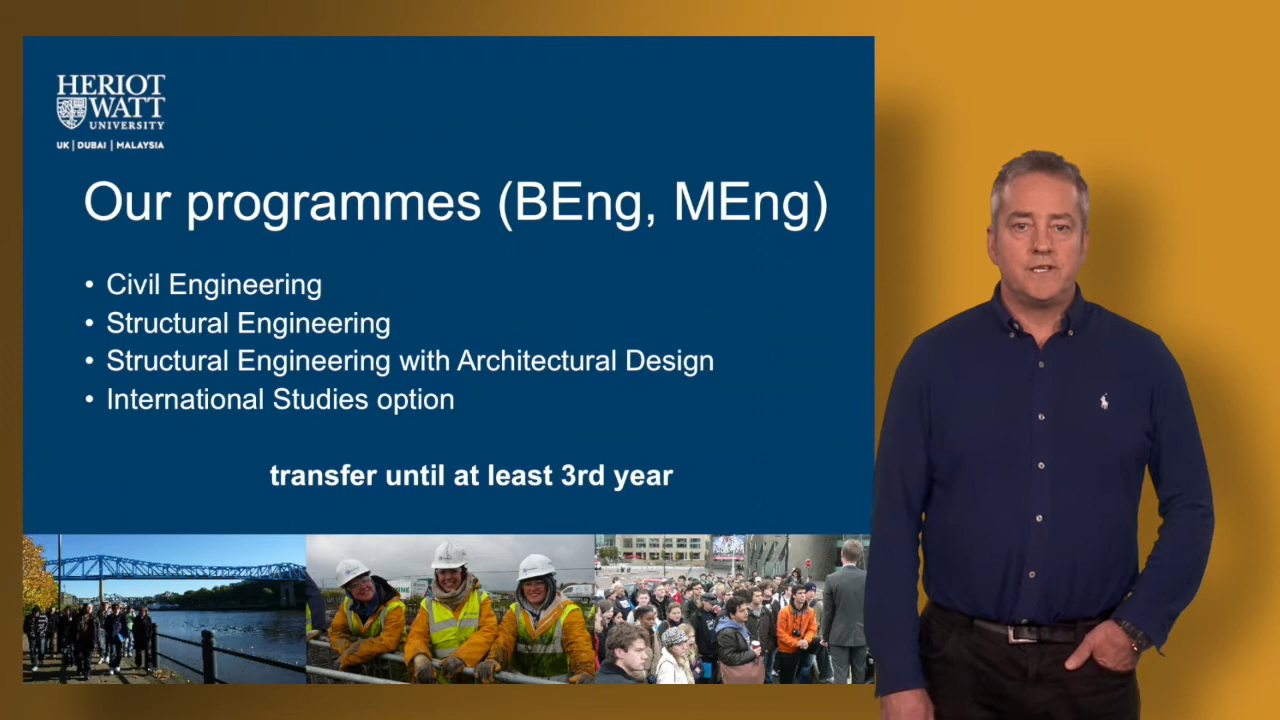 HERIOT
WATT
UNIVERSITY
UK | DUBAI | MALAYSIA
Our programmes (BEng, MEng)
• Civil Engineering
• Structural Engineering
• Structural Engineering with Architectural Design
• International Studies option
transfer until at least 3rd year